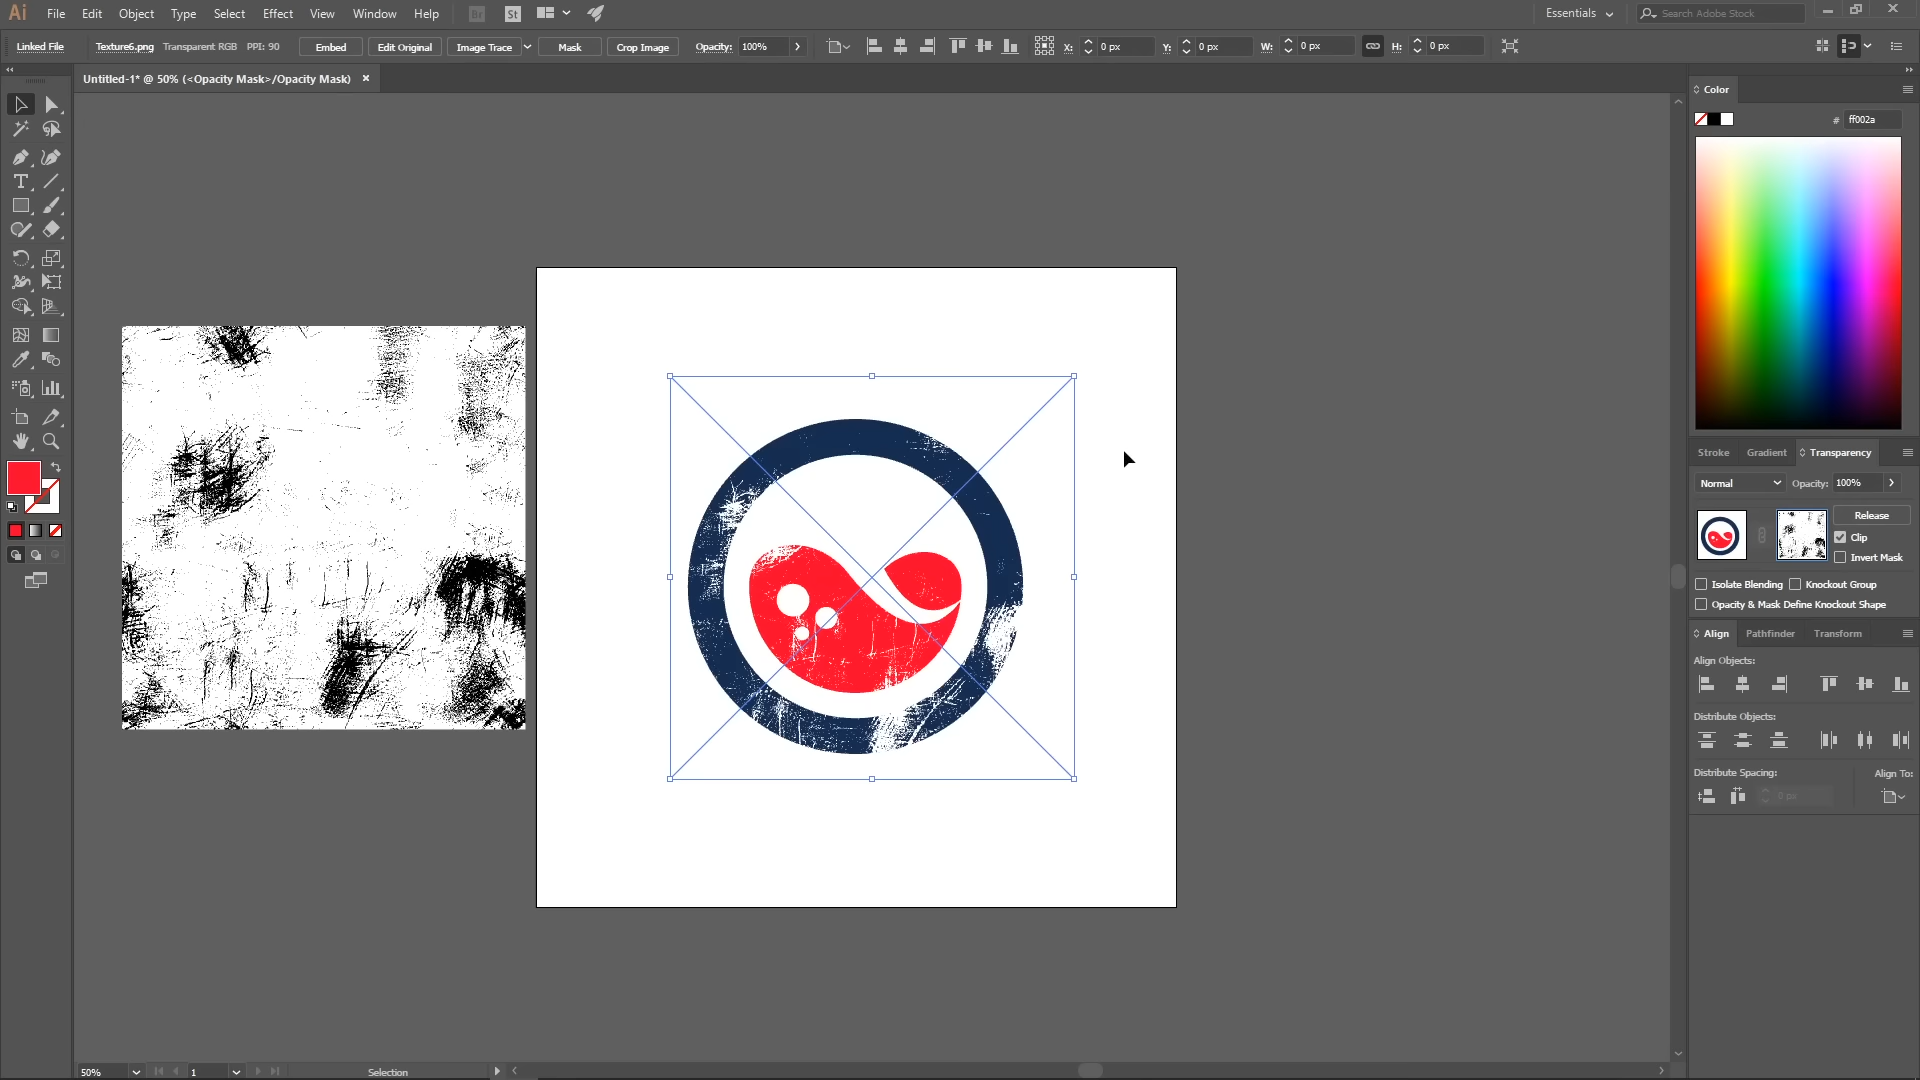 Ai File Edit Object Type Select Effect View Window Help Br St Essentials Search Adobe Stock
Linked File Texture6.png Transparent RGB PPI: 90 Embed Edit Original Image Trace Mask Crop Image Opacity: 100% X: 0 px Y: 0 px W: 0 px H: 0 px
Untitled-1* @ 50% (<Opacity Mask>/Opacity Mask) ×
Color
# ff002a
Stroke Gradient Transparency
Normal Opacity: 100%
Release
Clip
Invert Mask
Isolate Blending Knockout Group
Opacity & Mask Define Knockout Shape
Align Pathfinder Transform
Align Objects:
Distribute Objects:
Distribute Spacing: Align To:
0 px
50% 1 Selection